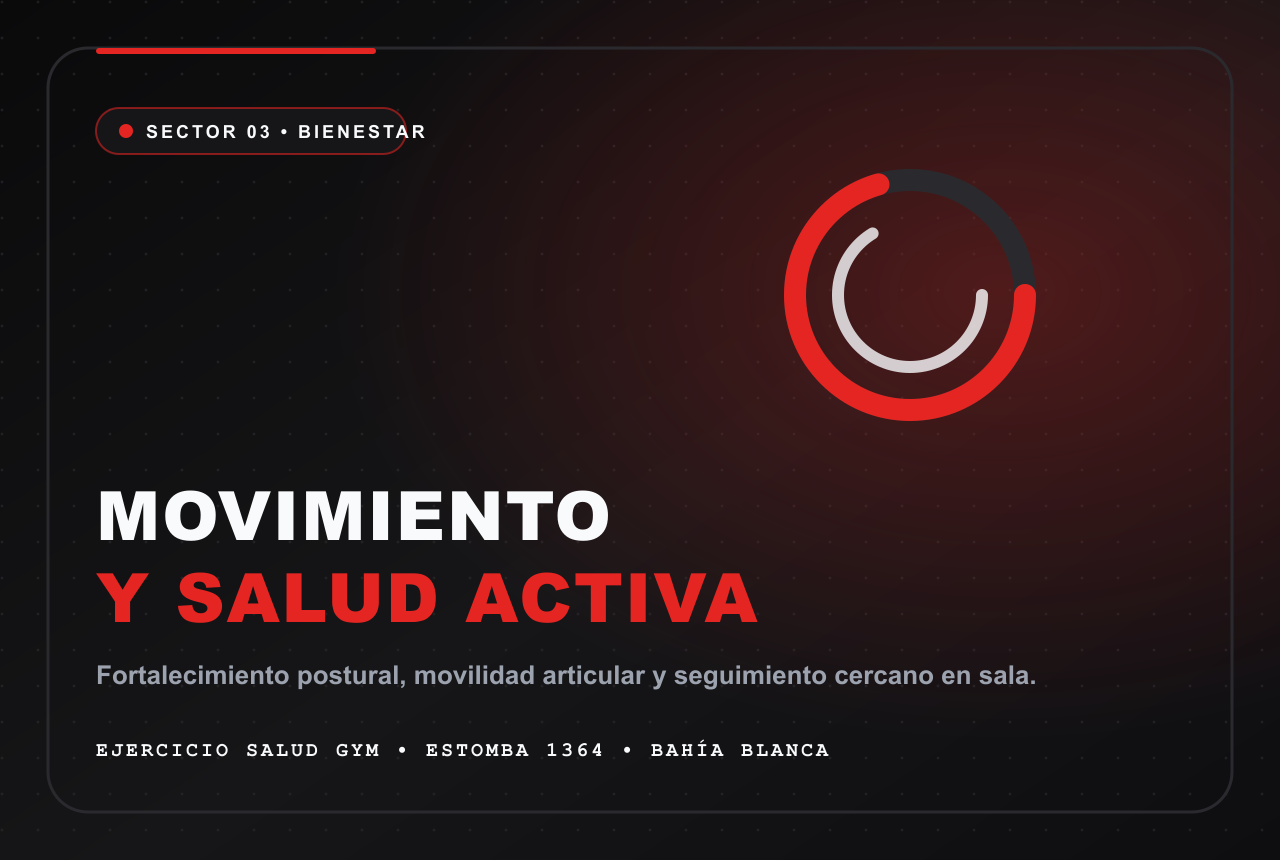 SECTOR 03 • BIENESTAR
MOVIMIENTO
Y SALUD ACTIVA
Fortalecimiento postural, movilidad articular y seguimiento cercano en sala.
EJERCICIO SALUD GYM • ESTOMBA 1364 • BAHÍA BLANCA